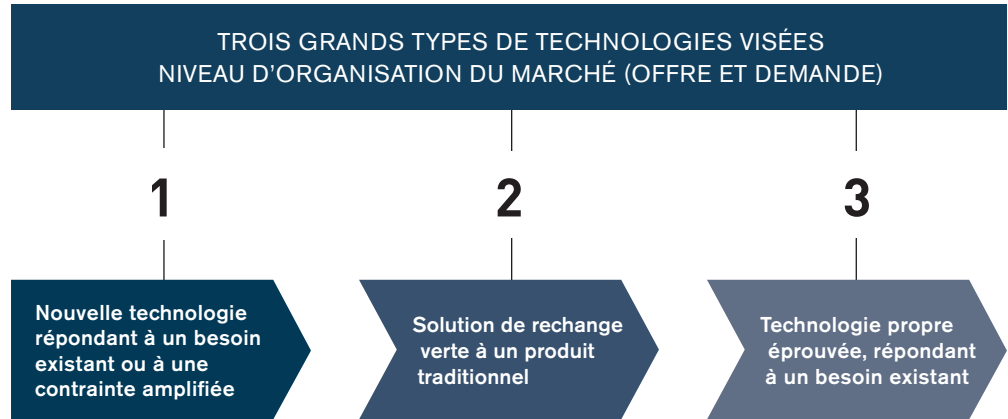 TROIS GRANDS TYPES DE TECHNOLOGIES VISÉES
NIVEAU D'ORGANISATION DU MARCHÉ (OFFRE ET DEMANDE)
1
2
3
Nouvelle technologie
répondant à un besoin
existant ou à une
contrainte amplifiée
Solution de rechange
verte à un produit
traditionnel
Technologie propre
éprouvée, répondant
à un besoin existant